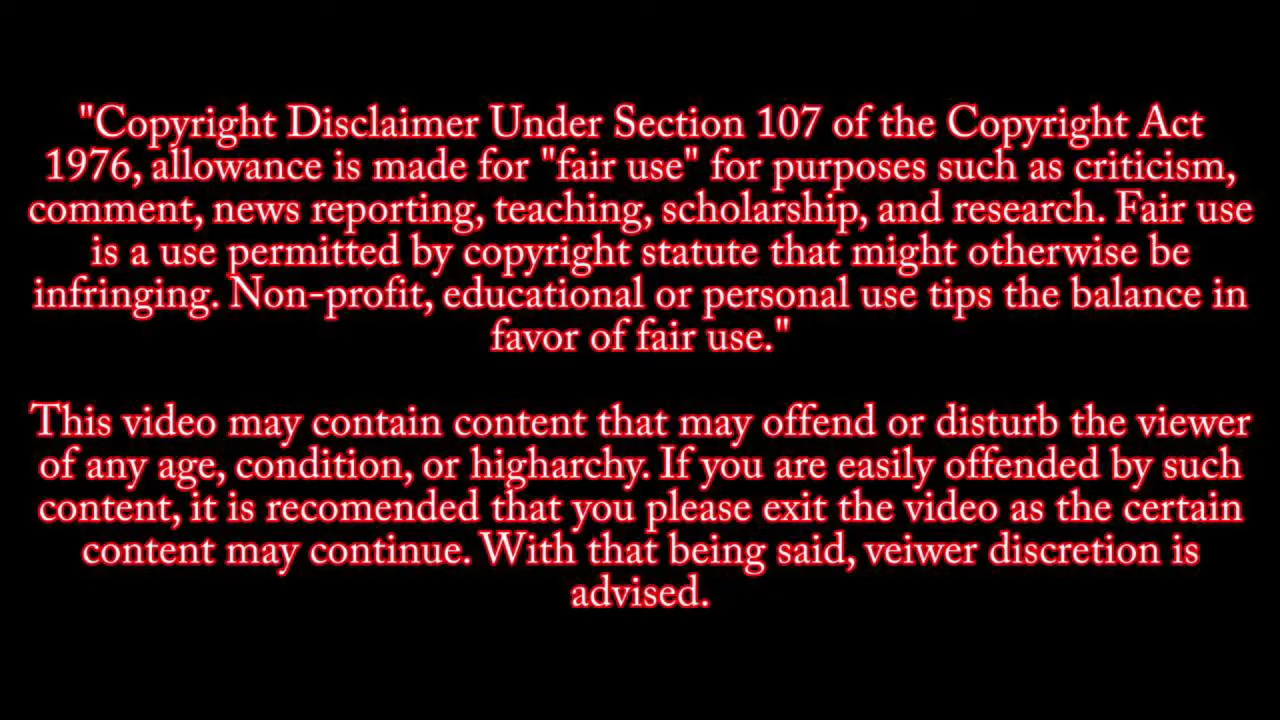 "Copyright Disclaimer Under Section 107 of the Copyright Act
1976, allowance is made for "fair use" for purposes such as criticism,
comment, news reporting, teaching, scholarship, and research. Fair use
is a use permitted by copyright statute that might otherwise be
infringing. Non-profit, educational or personal use tips the balance in
favor of fair use."
This video may contain content that may offend or disturb the viewer
of any age, condition, or higharchy. If you are easily offended by such
content, it is recomended that you please exit the video as the certain
content may continue. With that being said, veiwer discretion is
advised.